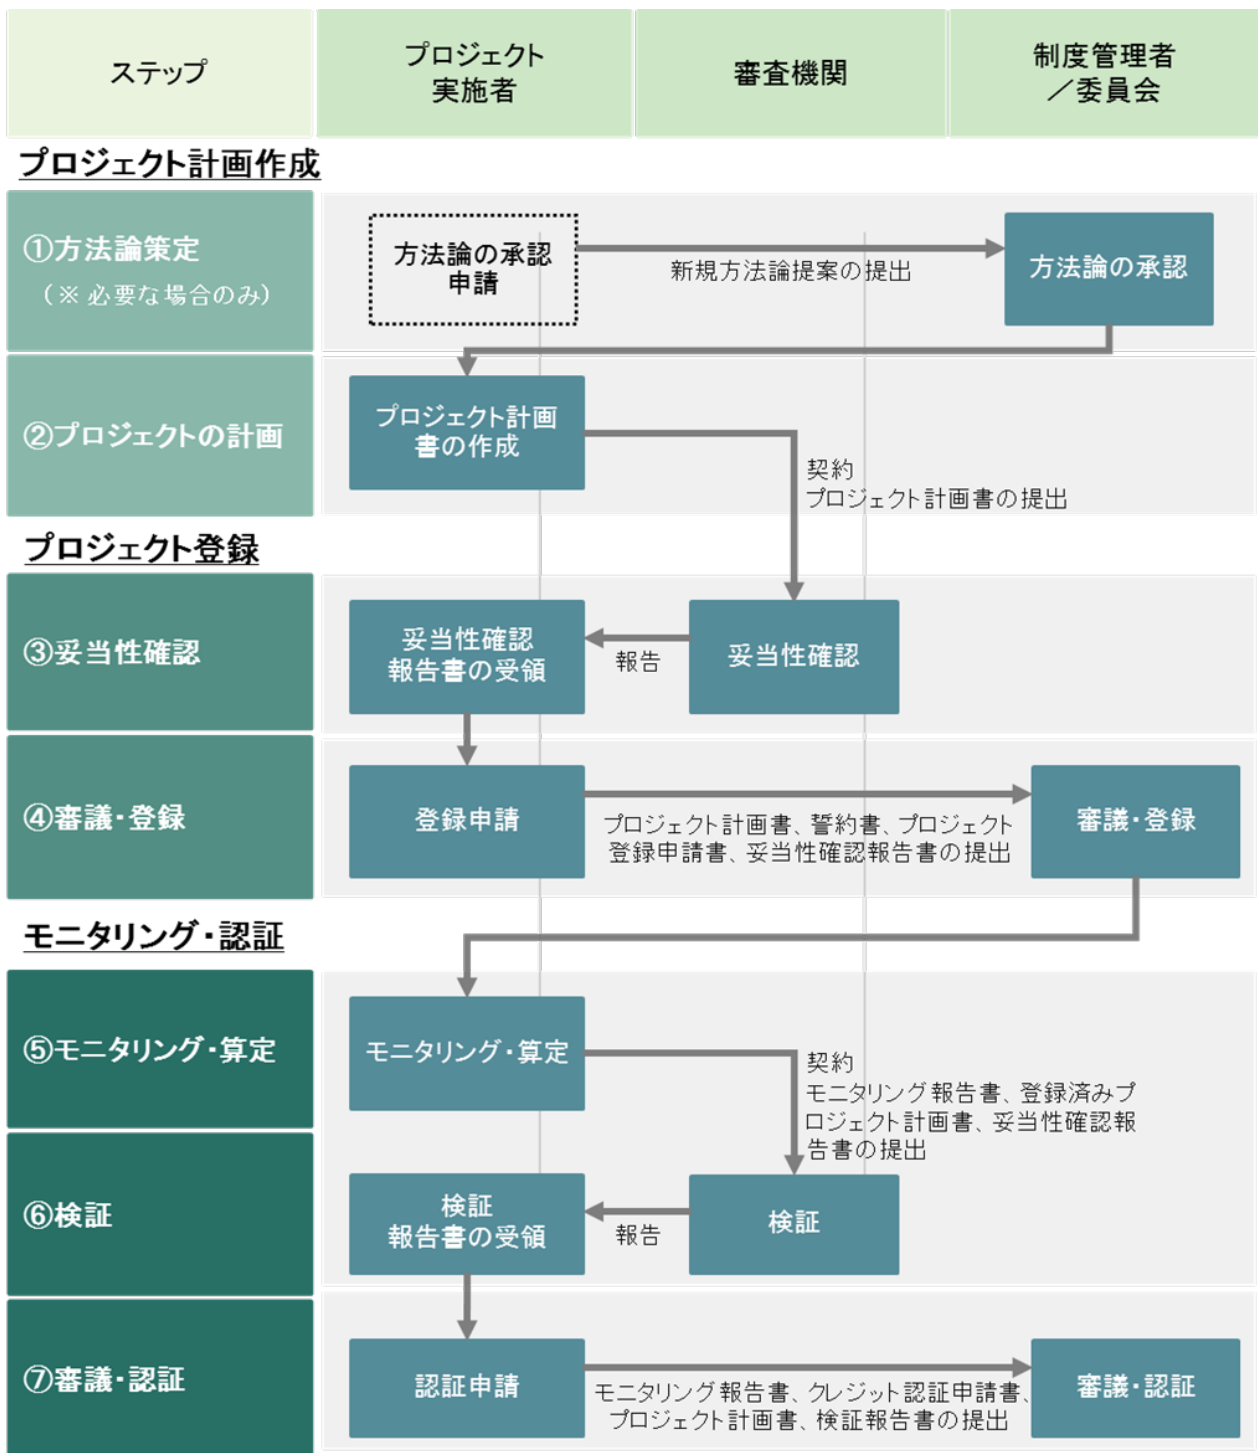 ステップ
プロジェクト
実施者
審査機関
制度管理者
／委員会
プロジェクト計画作成
①方法論策定
（※必要な場合のみ）
方法論の承認
申請
新規方法論提案の提出
方法論の承認
②プロジェクトの計画
プロジェクト計画
書の作成
契約
プロジェクト計画書の提出
プロジェクト登録
③妥当性確認
妥当性確認
報告書の受領
報告
妥当性確認
④審議・登録
登録申請
プロジェクト計画書、誓約書、プロジェクト
登録申請書、妥当性確認報告書の提出
審議・登録
モニタリング・認証
⑤モニタリング・算定
モニタリング・算定
契約
モニタリング報告書、登録済みプ
ロジェクト計画書、妥当性確認報
告書の提出
⑥検証
検証
報告書の受領
報告
検証
⑦審議・認証
認証申請
モニタリング報告書、クレジット認証申請書、
プロジェクト計画書、検証報告書の提出
審議・認証